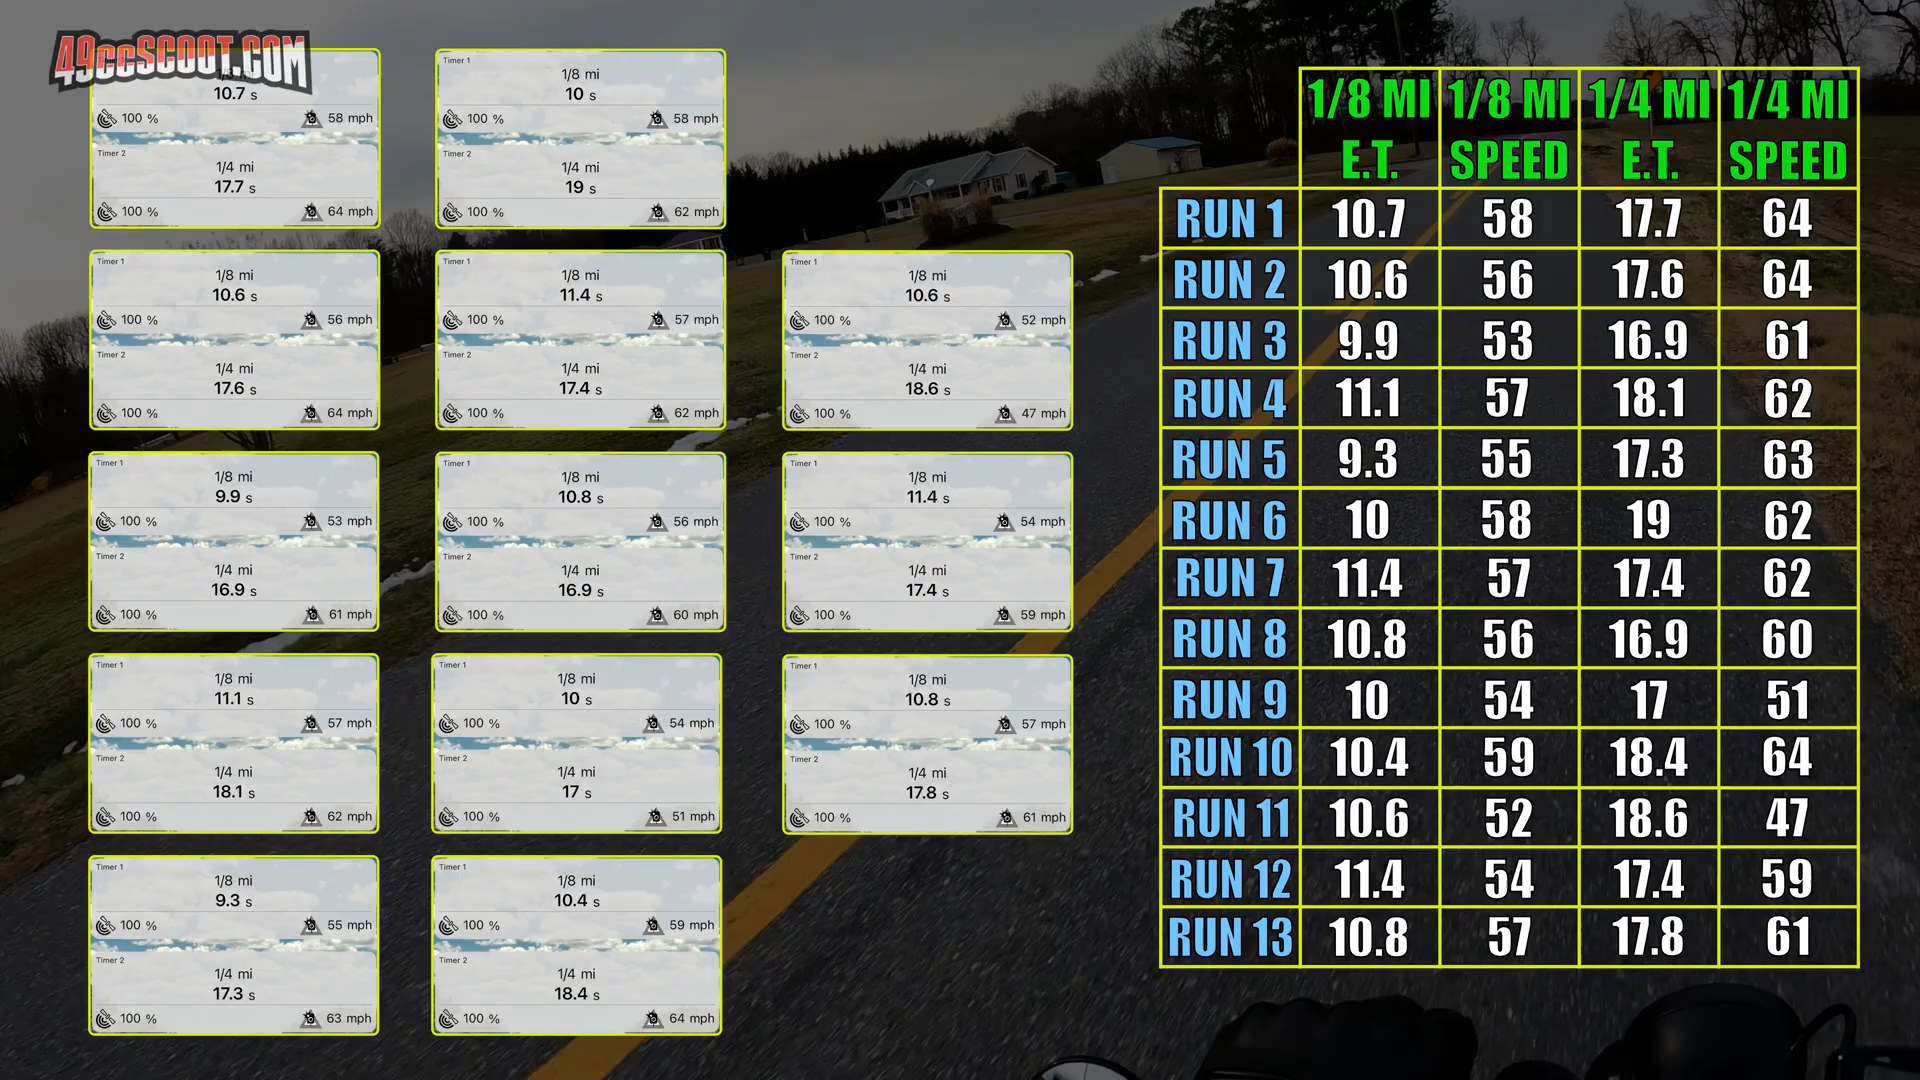 49ccSCOOT.COM
1/8 mi
10.7 s
100 %
58 mph
Timer 2
1/4 mi
17.7 s
100 %
64 mph
Timer 1
1/8 mi
10.6 s
100 %
56 mph
Timer 2
1/4 mi
17.6 s
100 %
64 mph
Timer 1
1/8 mi
9.9 s
100 %
53 mph
Timer 2
1/4 mi
16.9 s
100 %
61 mph
Timer 1
1/8 mi
11.1 s
100 %
57 mph
Timer 2
1/4 mi
18.1 s
100 %
62 mph
Timer 1
1/8 mi
9.3 s
100 %
55 mph
Timer 2
1/4 mi
17.3 s
100 %
63 mph
Timer 1
1/8 mi
10 s
100 %
58 mph
Timer 2
1/4 mi
19 s
100 %
62 mph
Timer 1
1/8 mi
11.4 s
100 %
57 mph
Timer 2
1/4 mi
17.4 s
100 %
62 mph
Timer 1
1/8 mi
10.8 s
100 %
56 mph
Timer 2
1/4 mi
16.9 s
100 %
60 mph
Timer 1
1/8 mi
10 s
100 %
54 mph
Timer 2
1/4 mi
17 s
100 %
51 mph
Timer 1
1/8 mi
10.4 s
100 %
59 mph
Timer 2
1/4 mi
18.4 s
100 %
64 mph
Timer 1
1/8 mi
10.6 s
100 %
52 mph
Timer 2
1/4 mi
18.6 s
100 %
47 mph
Timer 1
1/8 mi
11.4 s
100 %
54 mph
Timer 2
1/4 mi
17.4 s
100 %
59 mph
Timer 1
1/8 mi
10.8 s
100 %
57 mph
Timer 2
1/4 mi
17.8 s
100 %
61 mph
1/8 MI E.T. 1/8 MI SPEED 1/4 MI E.T. 1/4 MI SPEED
RUN 1 10.7 58 17.7 64
RUN 2 10.6 56 17.6 64
RUN 3 9.9 53 16.9 61
RUN 4 11.1 57 18.1 62
RUN 5 9.3 55 17.3 63
RUN 6 10 58 19 62
RUN 7 11.4 57 17.4 62
RUN 8 10.8 56 16.9 60
RUN 9 10 54 17 51
RUN 10 10.4 59 18.4 64
RUN 11 10.6 52 18.6 47
RUN 12 11.4 54 17.4 59
RUN 13 10.8 57 17.8 61